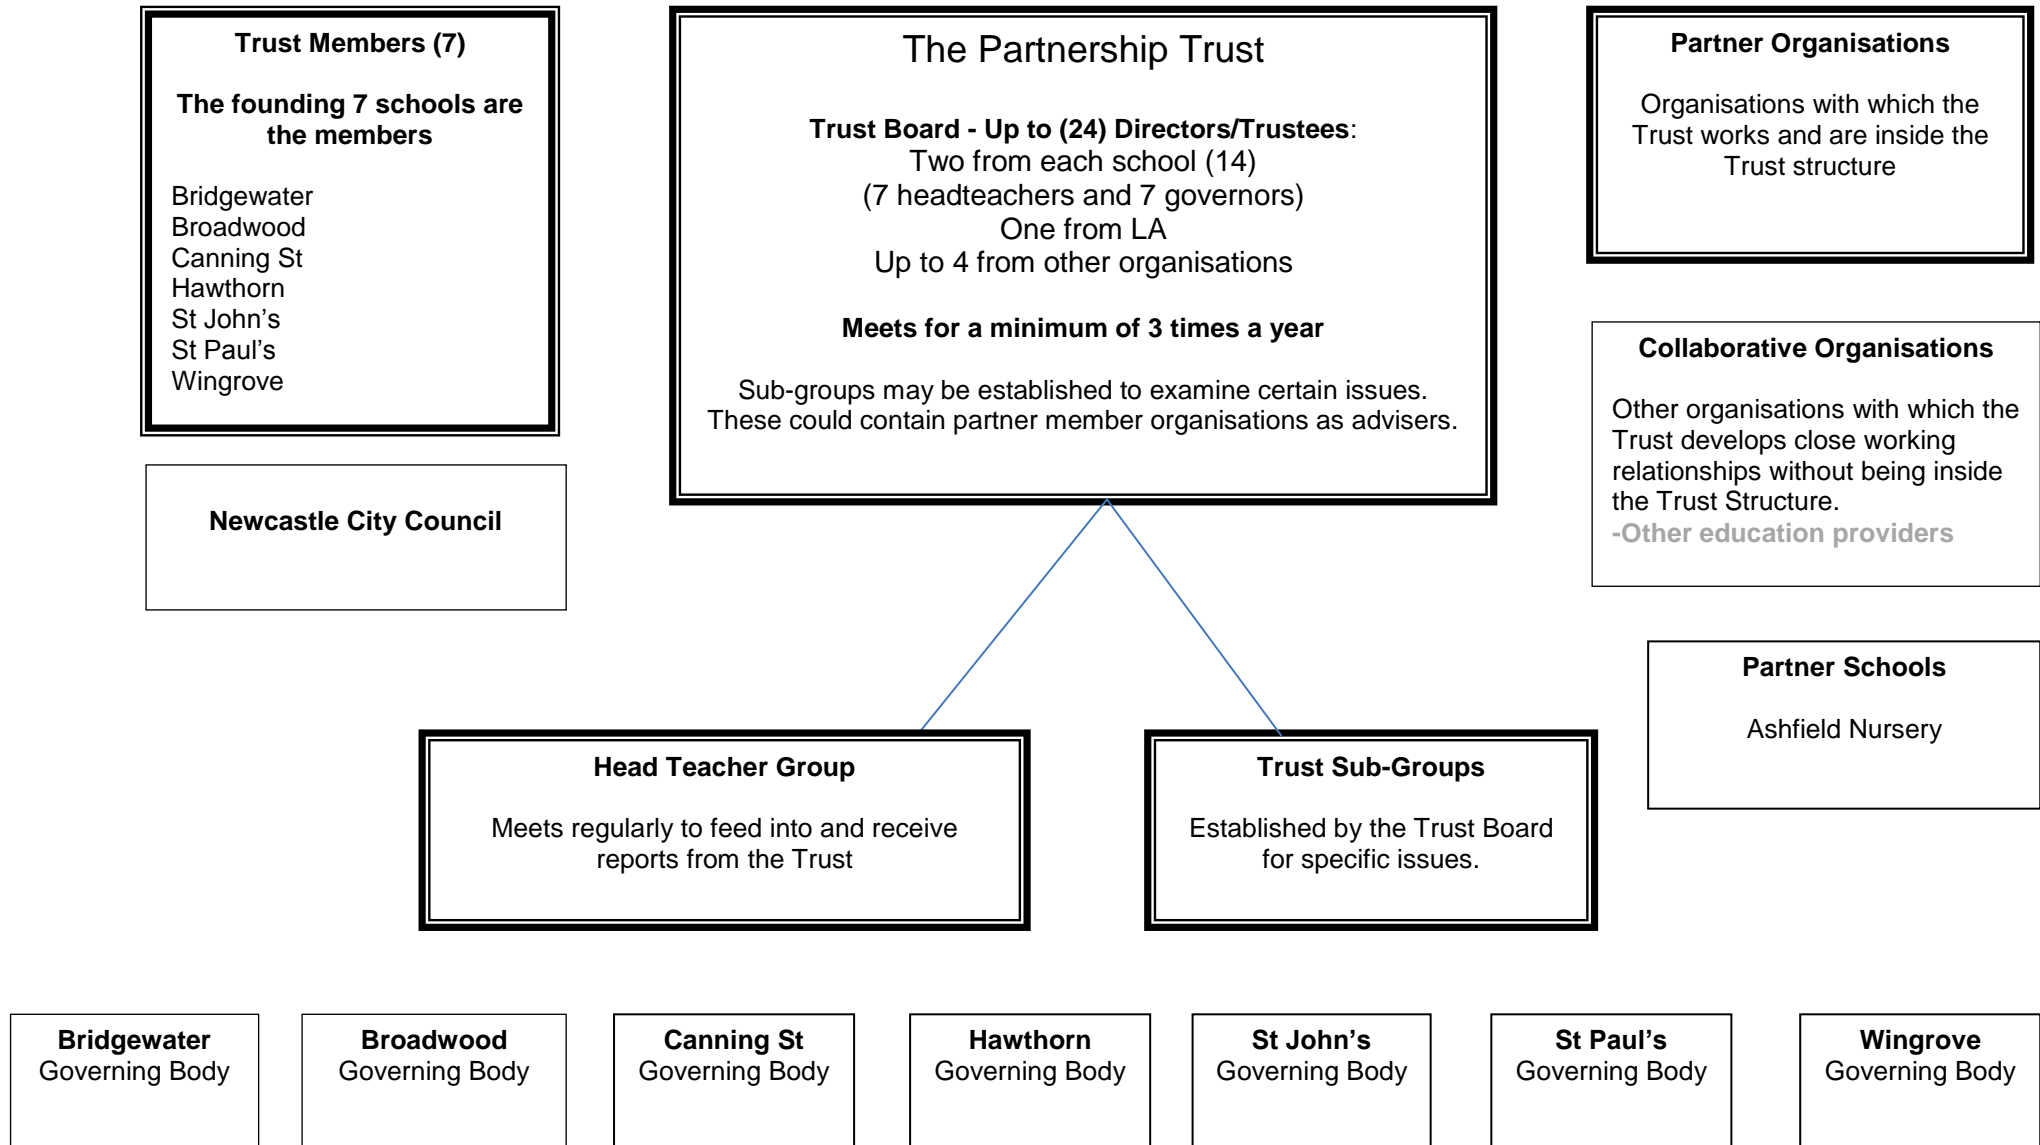 Trust Members (7)
The founding 7 schools are
the members
Bridgewater
Broadwood
Canning St
Hawthorn
St John’s
St Paul’s
Wingrove
The Partnership Trust
Trust Board - Up to (24) Directors/Trustees:
Two from each school (14)
(7 headteachers and 7 governors)
One from LA
Up to 4 from other organisations
Meets for a minimum of 3 times a year
Sub-groups may be established to examine certain issues.
These could contain partner member organisations as advisers.
Partner Organisations
Organisations with which the
Trust works and are inside the
Trust structure
Newcastle City Council
Collaborative Organisations
Other organisations with which the
Trust develops close working
relationships without being inside
the Trust Structure.
-Other education providers
Partner Schools
Ashfield Nursery
Head Teacher Group
Meets regularly to feed into and receive
reports from the Trust
Trust Sub-Groups
Established by the Trust Board
for specific issues.
Bridgewater
Governing Body
Broadwood
Governing Body
Canning St
Governing Body
Hawthorn
Governing Body
St John’s
Governing Body
St Paul’s
Governing Body
Wingrove
Governing Body